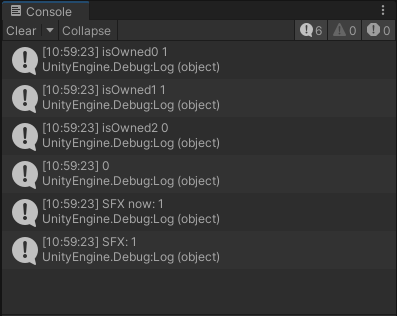 Console
Clear Collapse 6 0 0
[10:59:23] isOwned0 1
UnityEngine.Debug:Log (object)
[10:59:23] isOwned1 1
UnityEngine.Debug:Log (object)
[10:59:23] isOwned2 0
UnityEngine.Debug:Log (object)
[10:59:23] 0
UnityEngine.Debug:Log (object)
[10:59:23] SFX now: 1
UnityEngine.Debug:Log (object)
[10:59:23] SFX: 1
UnityEngine.Debug:Log (object)